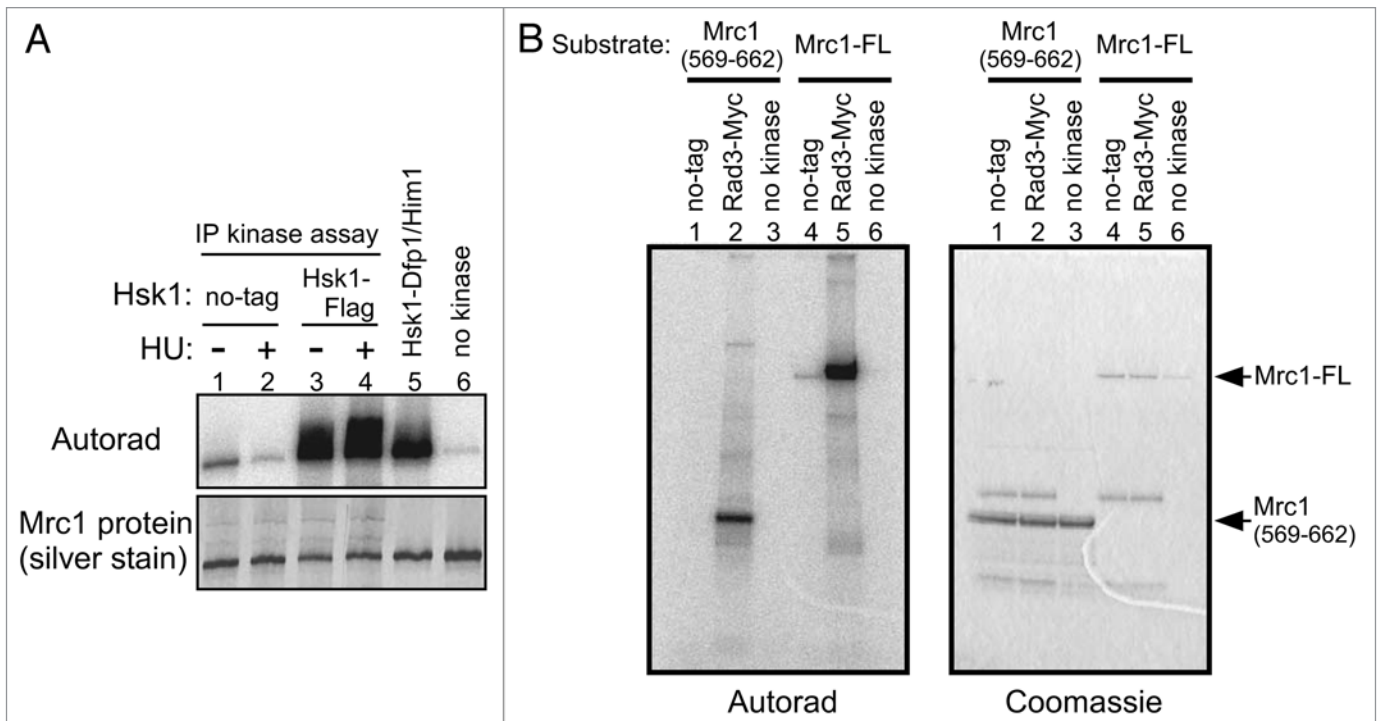 A
IP kinase assay
Hsk1: no-tag Hsk1-
Flag
Hsk1-Dfp1/Him1
no kinase
HU: - + - +
1 2 3 4 5 6
Autorad
Mrc1 protein
(silver stain)
B
Substrate: Mrc1
(569-662)
Mrc1-FL
no-tag
Rad3-Myc
no kinase
no-tag
Rad3-Myc
no kinase
1 2 3 4 5 6
Autorad
Mrc1
(569-662)
Mrc1-FL
no-tag
Rad3-Myc
no kinase
no-tag
Rad3-Myc
no kinase
1 2 3 4 5 6
Mrc1-FL
Mrc1
(569-662)
Coomassie